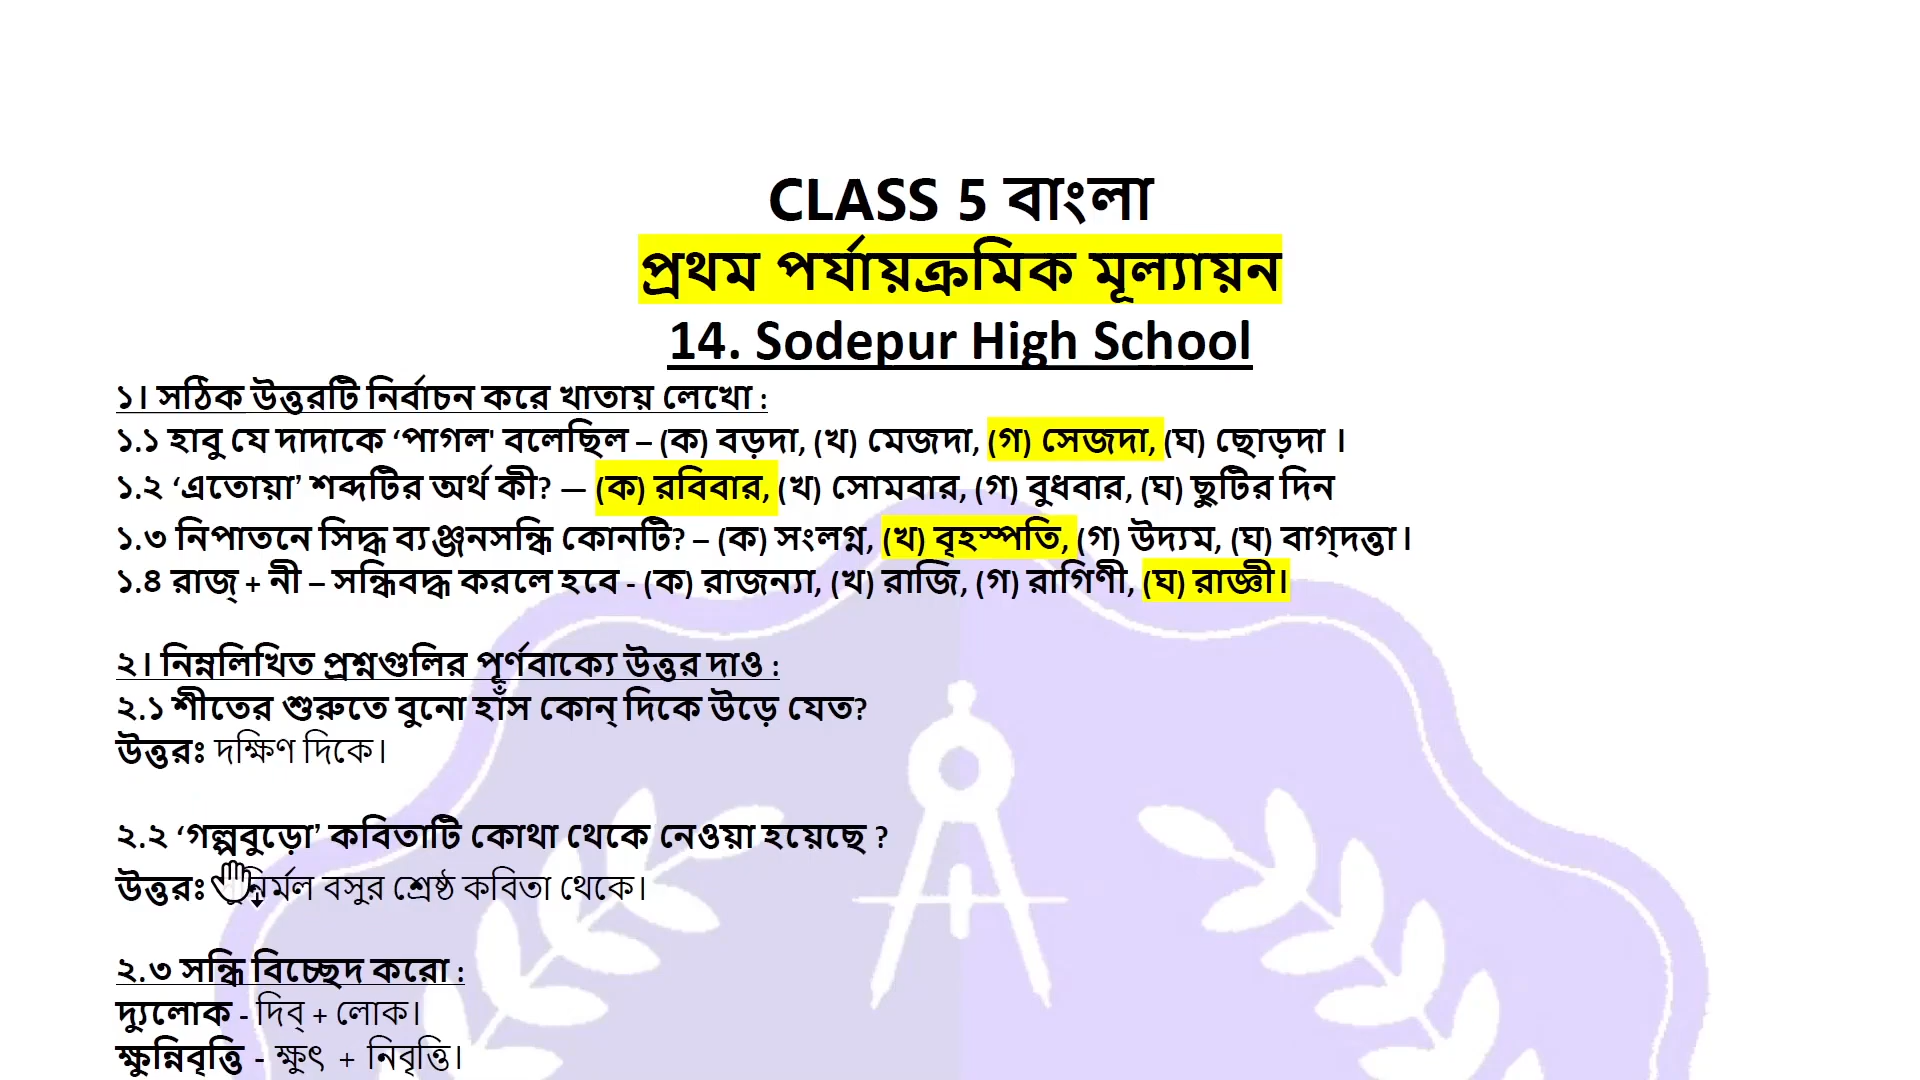 CLASS 5 বাংলা
প্রথম পর্যায়ক্রমিক মূল্যায়ন
14. Sodepur High School
১। সঠিক উত্তরটি নির্বাচন করে খাতায় লেখো :
১.১ হাবু যে দাদাকে ‘পাগল' বলেছিল – (ক) বড়দা, (খ) মেজদা, (গ) সেজদা, (ঘ) ছোড়দা ।
১.২ ‘এতোয়া’ শব্দটির অর্থ কী? — (ক) রবিবার, (খ) সোমবার, (গ) বুধবার, (ঘ) ছুটির দিন
১.৩ নিপাতনে সিদ্ধ ব্যঞ্জনসন্ধি কোনটি? – (ক) সংলগ্ন, (খ) বৃহস্পতি, (গ) উদ্যম, (ঘ) বাগ্‌দত্তা।
১.৪ রাজ্ + নী – সন্ধিবদ্ধ করলে হবে - (ক) রাজন্যা, (খ) রাজি, (গ) রাগিণী, (ঘ) রাজ্ঞী।
২। নিম্নলিখিত প্রশ্নগুলির পূর্ণবাক্যে উত্তর দাও :
২.১ শীতের শুরুতে বুনো হাঁস কোন্ দিকে উড়ে যেত?
উত্তরঃ দক্ষিণ দিকে।
২.২ ‘গল্পবুড়ো’ কবিতাটি কোথা থেকে নেওয়া হয়েছে ?
উত্তরঃ বসুর শ্রেষ্ঠ কবিতা থেকে।
২.৩ সন্ধি বিচ্ছেদ করো :
দ্যুলোক - দিব্ + লোক।
ক্ষুন্নিবৃত্তি - ক্ষুৎ + নিবৃত্তি।